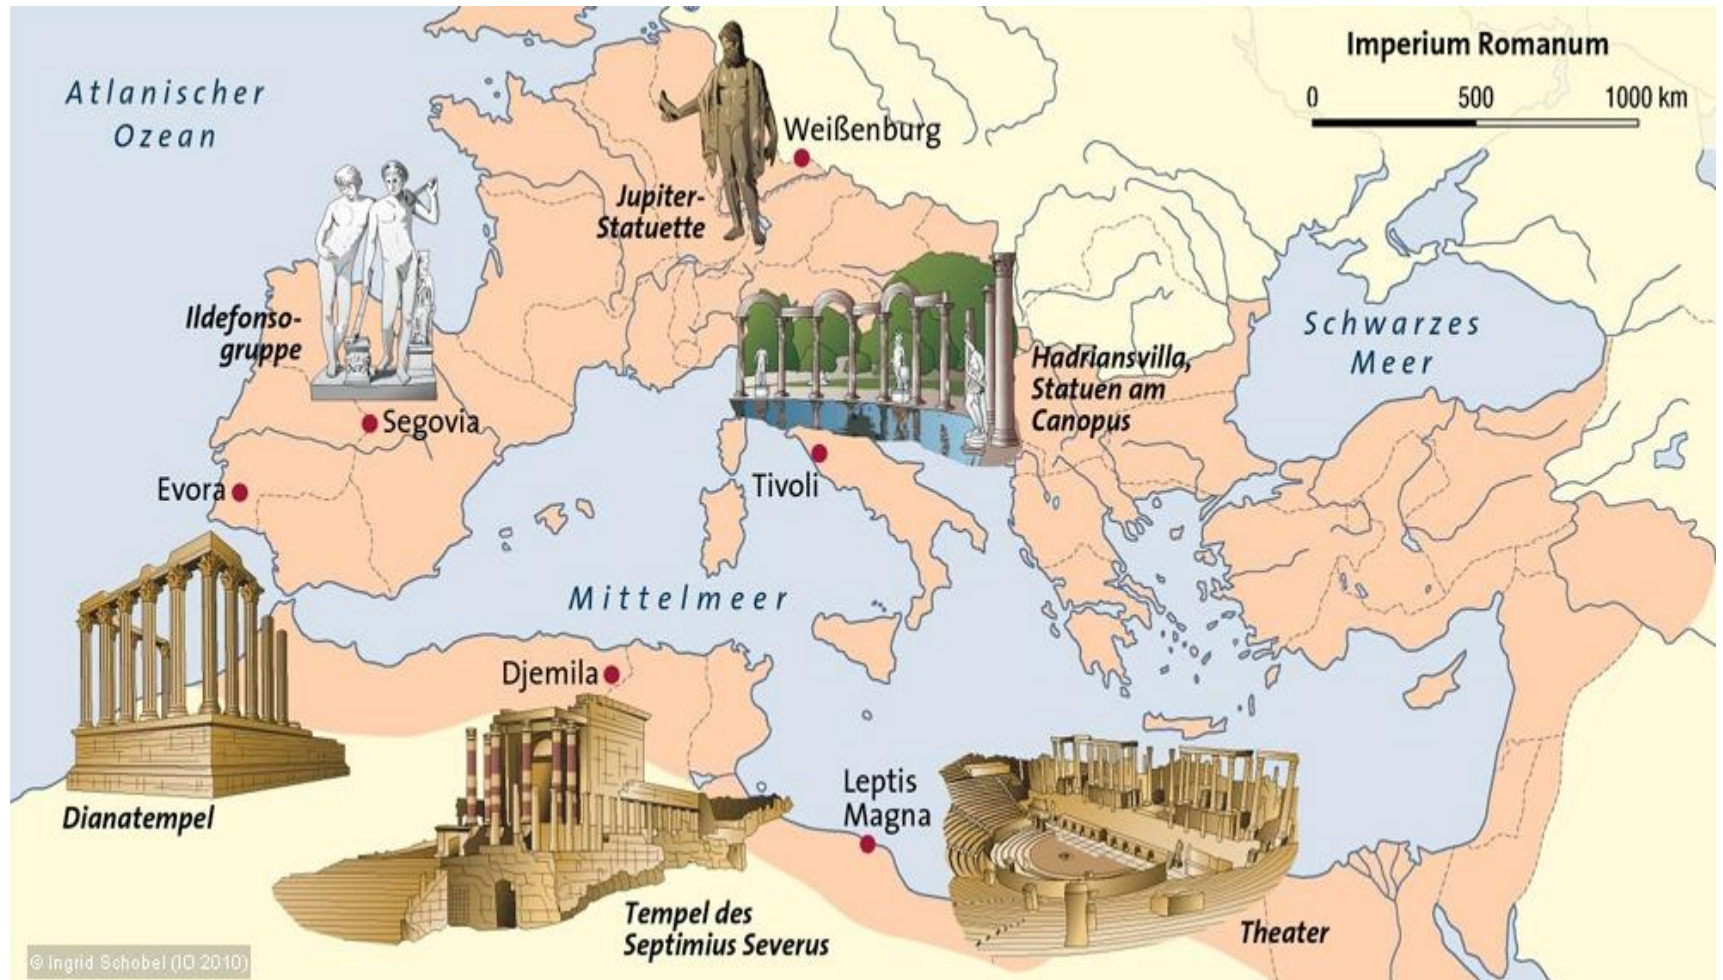 Imperium Romanum
0 500 1000 km
Atlanischer
Ozean
Weißenburg
Jupiter-
Statuette
Ildefonso-
gruppe
Schwarzes
Meer
Hadriansvilla,
Statuen am
Canopus
Segovia
Evora
Tivoli
Mittelmeer
Djemila
Leptis
Magna
Dianatempel
Tempel des
Septimius Severus
Theater
© Ingrid Schobel (IO 2010)